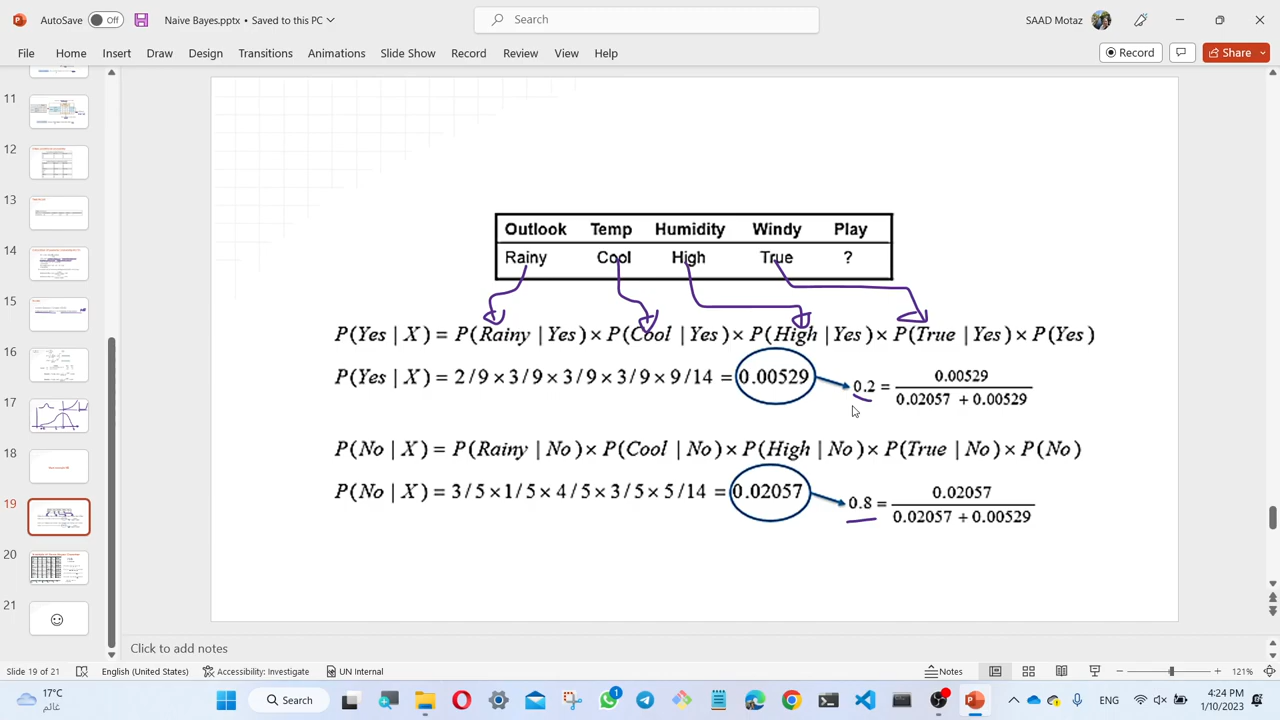 AutoSave Off Naive Bayes.pptx • Saved to this PC Search SAAD Motaz
File Home Insert Draw Design Transitions Animations Slide Show Record Review View Help Record Share
11
12
13
14
15
16
17
18
19
20
21
Outlook Temp Humidity Windy Play
Rainy Cool High True ?
P(Yes | X) = P(Rainy | Yes) × P(Cool | Yes) × P(High | Yes) × P(True | Yes) × P(Yes)
P(Yes | X) = 2/9 × 3/9 × 3/9 × 3/9 × 9/14 = 0.00529
0.2 = 0.00529
0.02057 + 0.00529
P(No | X) = P(Rainy | No) × P(Cool | No) × P(High | No) × P(True | No) × P(No)
P(No | X) = 3/5 × 1/5 × 4/5 × 3/5 × 5/14 = 0.02057
0.8 = 0.02057
0.02057 + 0.00529
Click to add notes
Slide 19 of 21 English (United States) Accessibility: Investigate UN Internal Notes 121%
17°C
غائم
Search
1
ENG
4:24 PM
1/10/2023